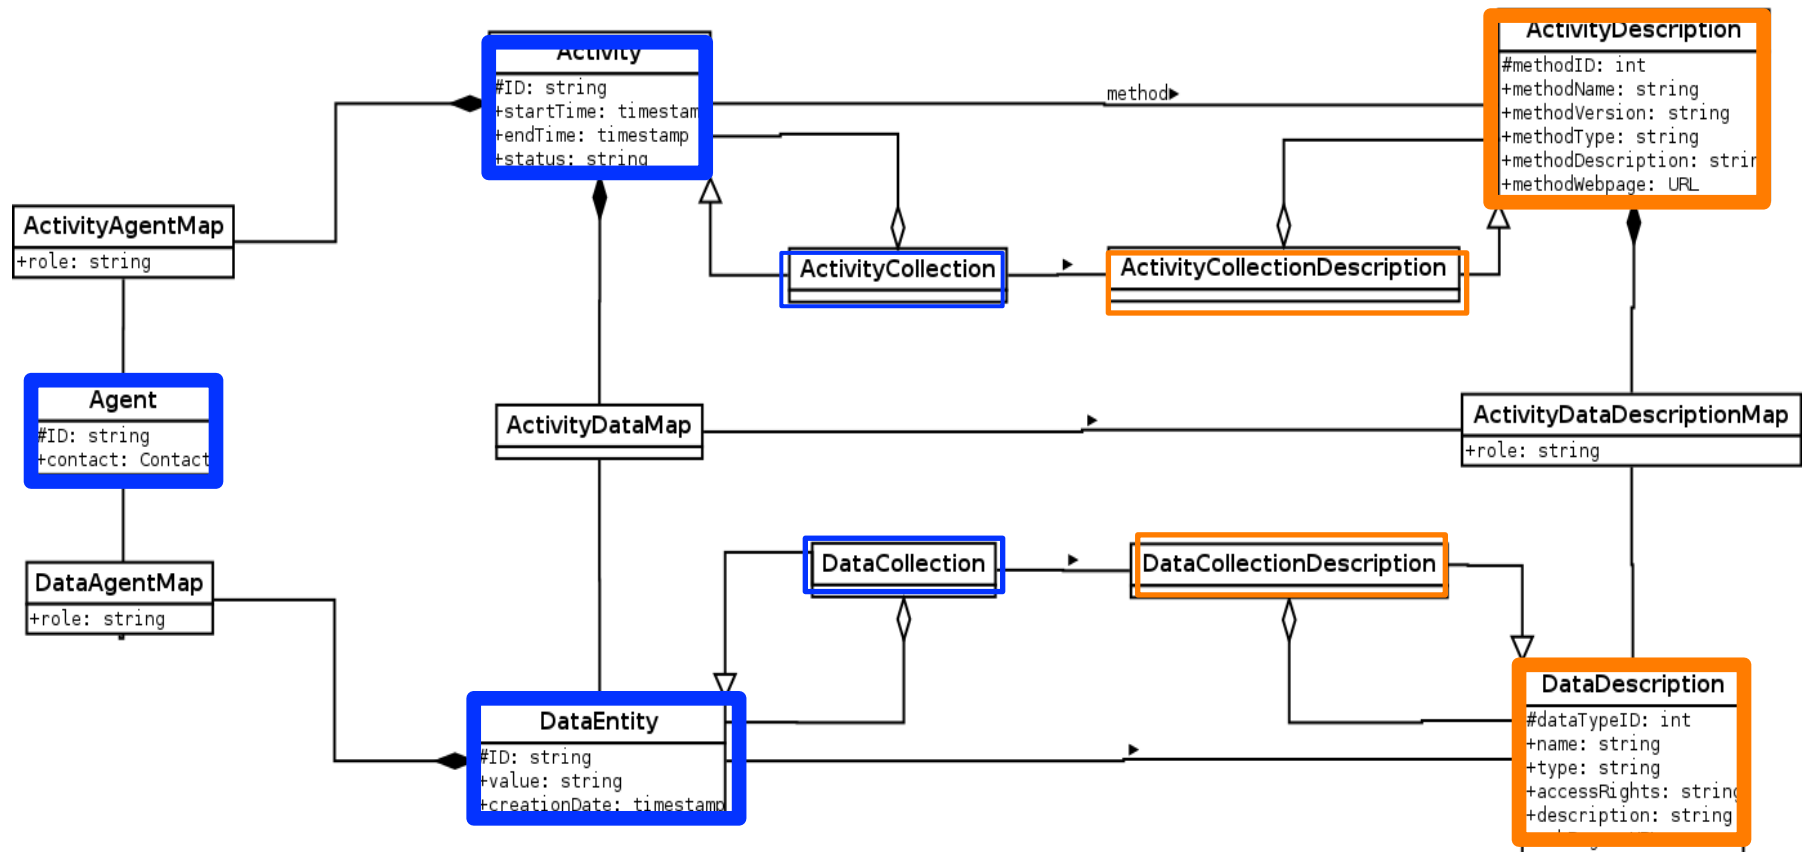 Activity
#ID: string
+startTime: timestam
+endTime: timestamp
+status: string
method▶
ActivityDescription
#methodID: int
+methodName: string
+methodVersion: string
+methodType: string
+methodDescription: strin
+methodWebpage: URL
ActivityAgentMap
+role: string
ActivityCollection
ActivityCollectionDescription
Agent
#ID: string
+contact: Contact
ActivityDataMap
ActivityDataDescriptionMap
+role: string
DataAgentMap
+role: string
DataCollection
DataCollectionDescription
DataEntity
#ID: string
+value: string
+creationDate: timestamp
DataDescription
#dataTypeID: int
+name: string
+type: string
+accessRights: string
+description: string